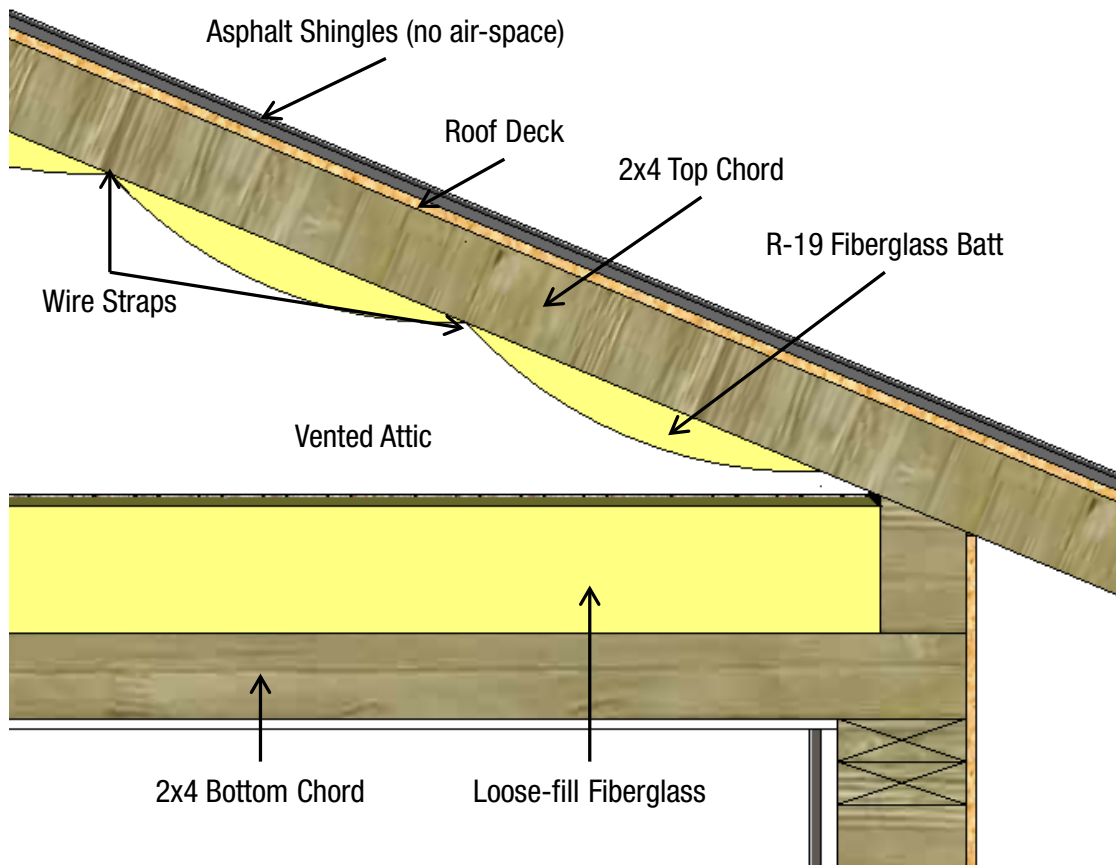 Asphalt Shingles (no air-space)
Roof Deck
2x4 Top Chord
R-19 Fiberglass Batt
Wire Straps
Vented Attic
2x4 Bottom Chord
Loose-fill Fiberglass